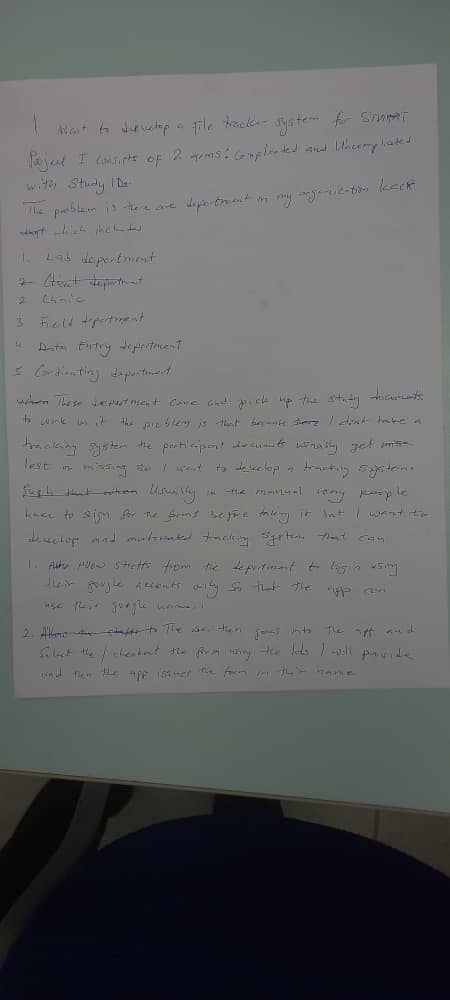 I want to develop a file tracker system for SMART
Project I consists of 2 arms: Complicated and Uncomplicated
with Study IDs.
The problem is there are department in my organization
which included
1. Lab department
2 Client department
2 Clinic
3 Field department
4 Data Entry department
5 Cordinating department
When These Department come and pick up the study documents
to work on it the problem is that because I dont have a
tracking system the participant documents usually get
lost or missing so I want to develop a tracking system.
Such that when Usually in the manual way people
have to sign for the forms before taking it but I want to
develop and automated tracking system that can
1. Allow staffs from the department to login using
their google accounts only so that the app can
use their google
2. Allow the staffs to The user then goes into the app and
Select the / checkout the form using the Ids I will provide
and then the app issues the form in their name